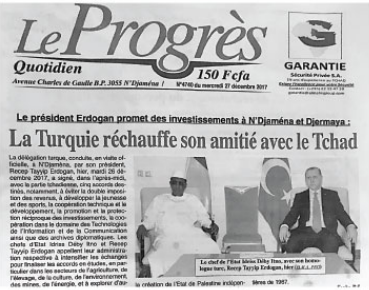 Le Progrès
Quotidien
150 Fcfa
Avenue Charles de Gaulle B.P. 3055 N'Djaména !
N°4740 du mercredi 27 décembre 2017
G
GARANTIE
Sécurité Privée S.A.
Le président Erdogan promet des investissements à N'Djaména et Djermaya :
La Turquie réchauffe son amitié avec le Tchad
La délégation turque, conduite, en visite of-
ficielle, à N'Djaména, par son président,
Recep Tayyip Erdogan, hier, mardi 26 dé-
cembre 2017, a signé, dans l'après-midi,
avec la partie tchadienne, cinq accords des-
tinés, notamment, à éviter la double impo-
sition des revenus, à développer la jeunesse
et des sports, la coopération technique et le
développement, la promotion et la protec-
tion réciproque des investissements, la co-
opération dans le domaine des Technologies
de l'Information et de la Communication
ainsi que des archives diplomatiques. Les
chefs d'Etat Idriss Déby Itno et Recep
Tayyip Erdogan appellent leur administra-
tion respective à intensifier les échanges
pour finaliser les accords en études, en par-
ticulier dans les secteurs de l'agriculture, de
l'élevage, de la culture, de l'environnement,
des mines, de l'énergie, et à explorer d'au-
Le chef de l'Etat Idriss Déby Itno, avec son homo-
logue turc, Recep Tayyip Erdogan, hier
la création de l'Etat de Palestine indépen-
tières de 1967.